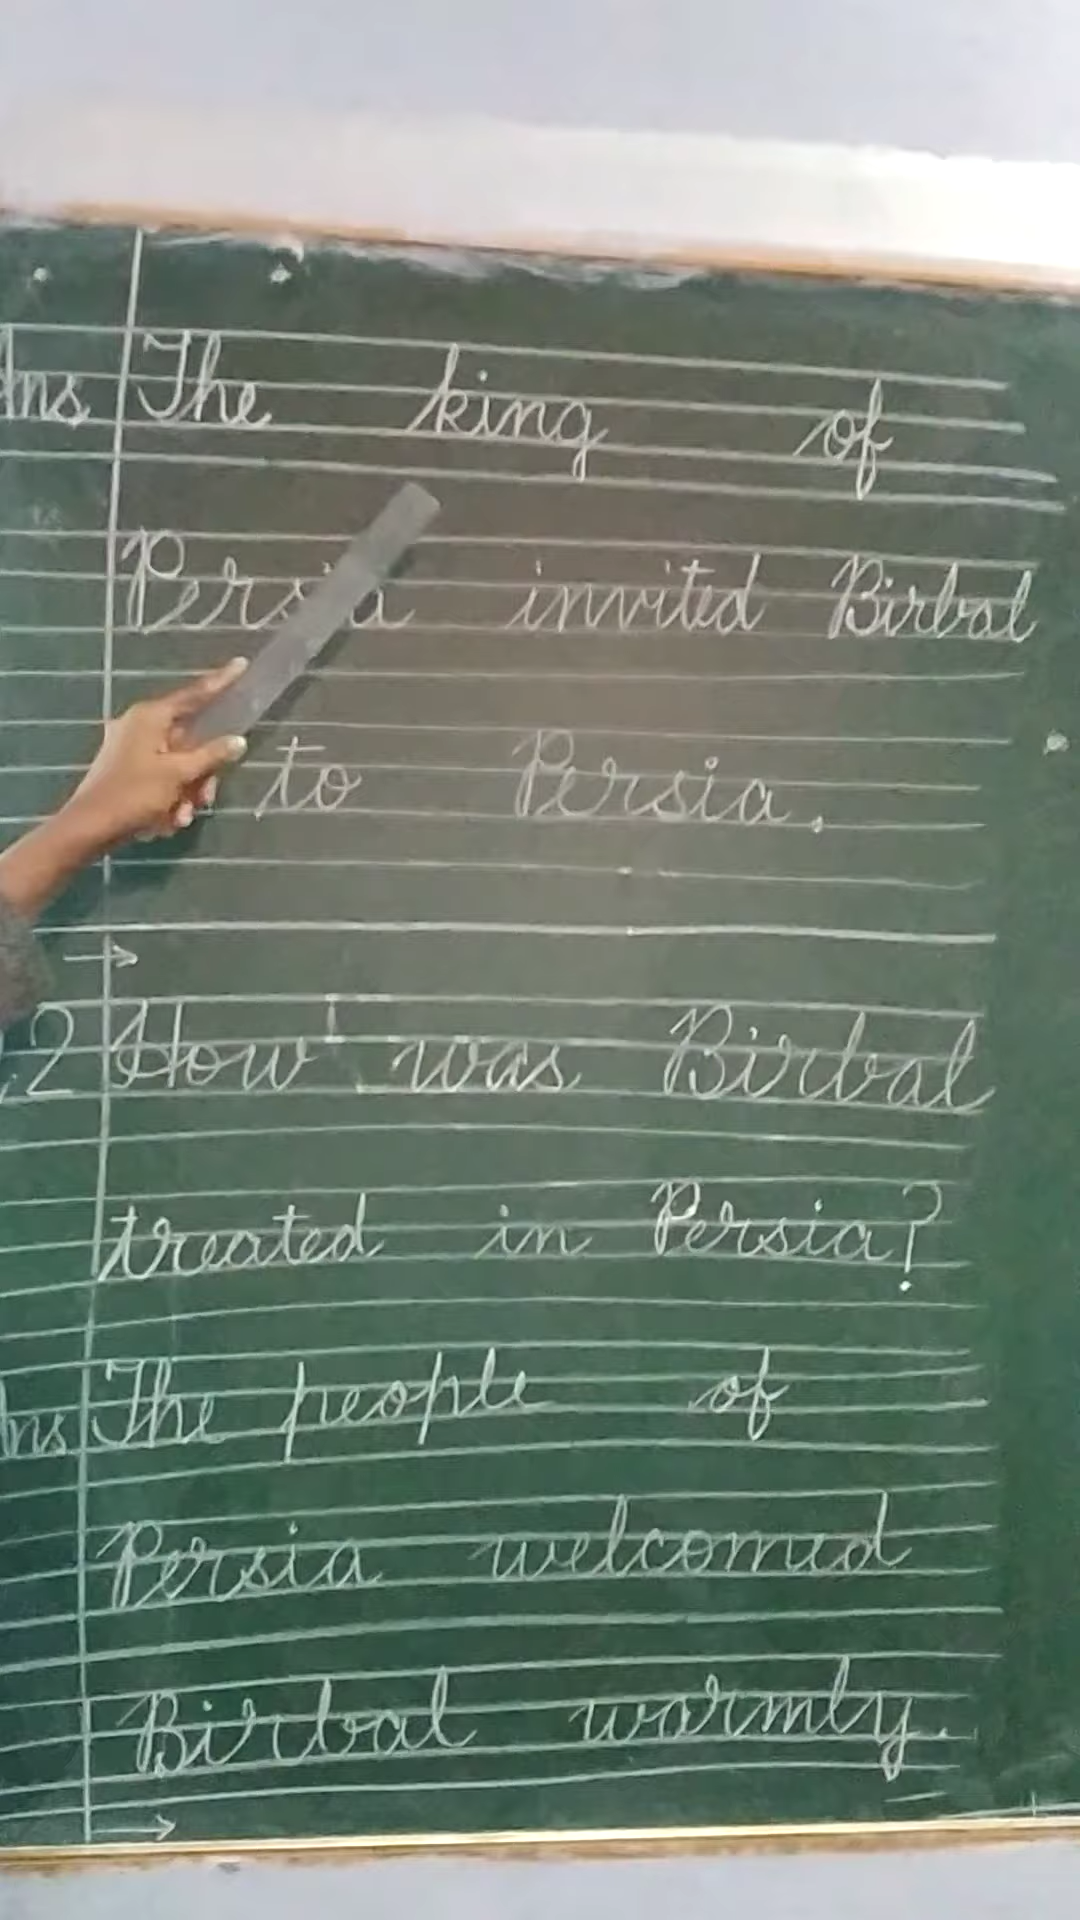 Ans The king of
Persia invited Birbal
to Persia.
2 How was Birbal
treated in Persia?
Ans The people of
Persia welcomed
Birbal warmly.